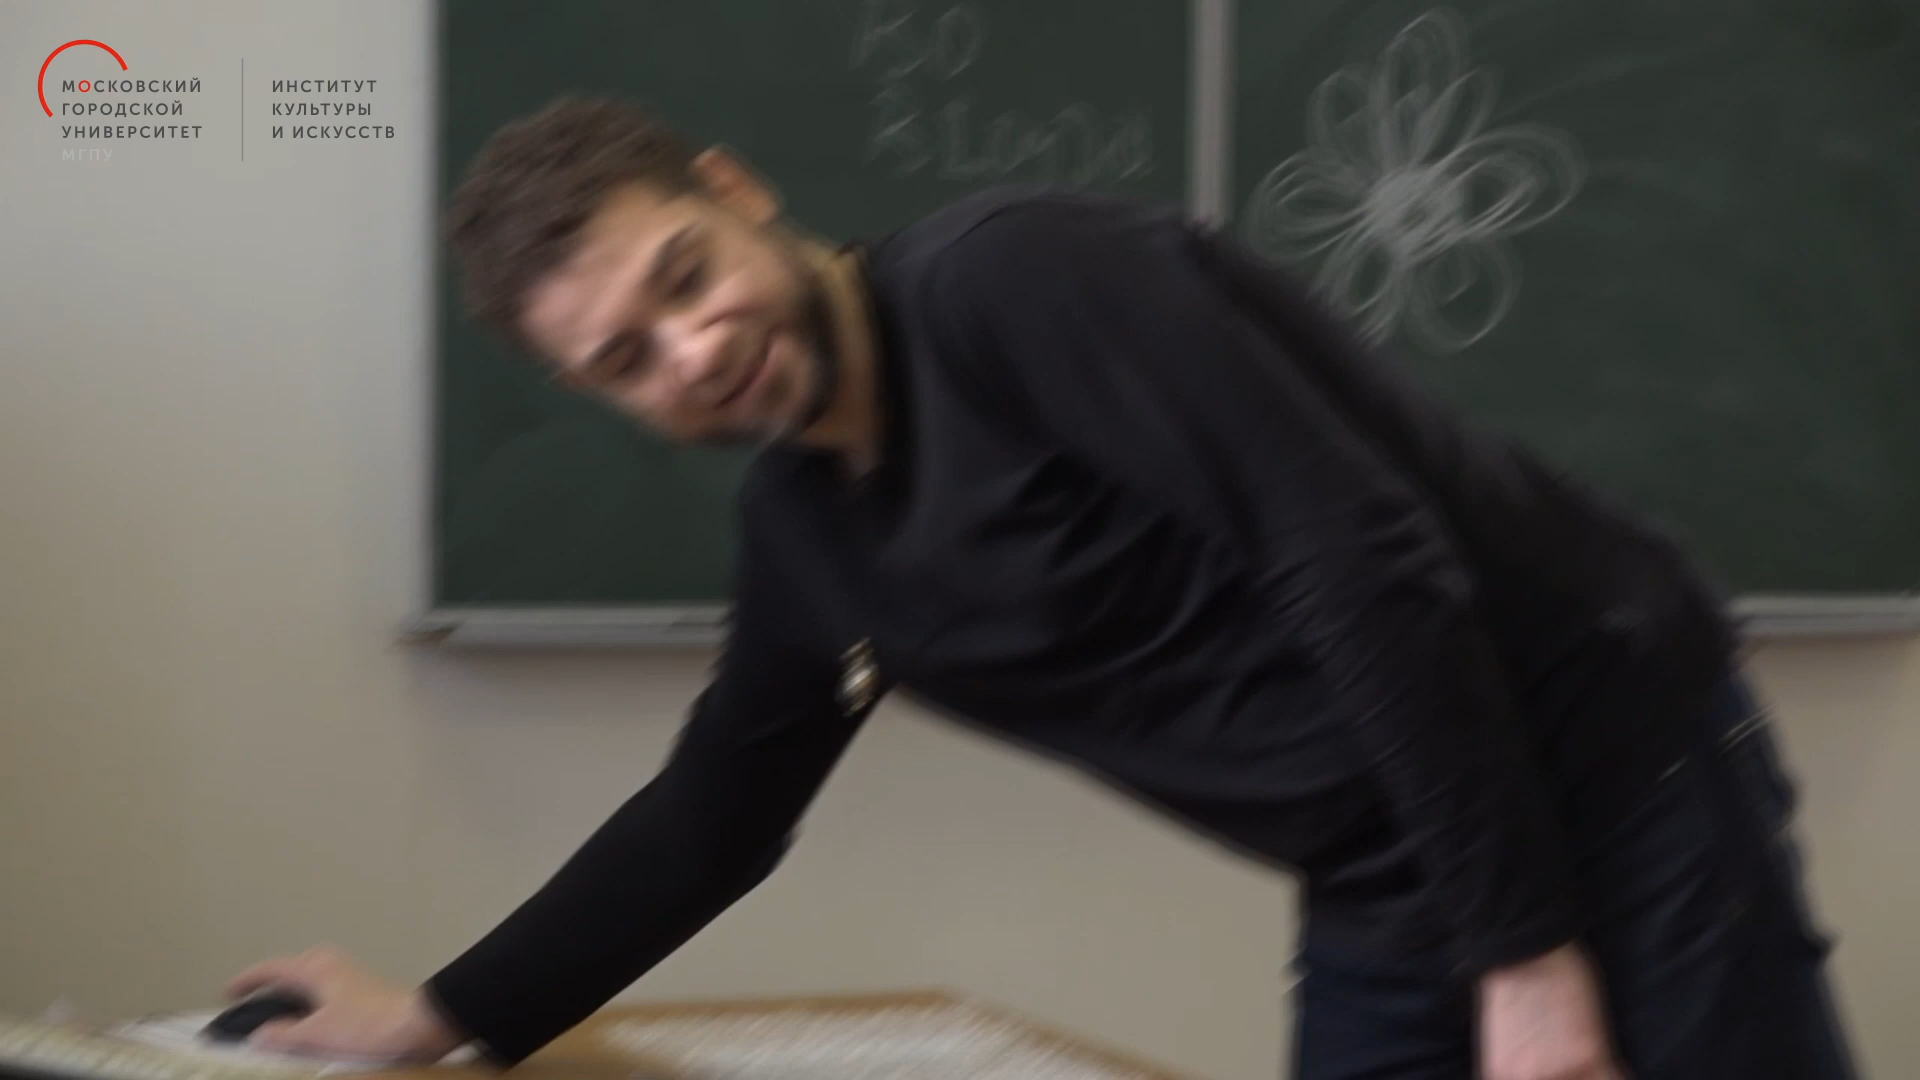 МОСКОВСКИЙ
ГОРОДСКОЙ
УНИВЕРСИТЕТ
МГПУ
ИНСТИТУТ
КУЛЬТУРЫ
И ИСКУССТВ